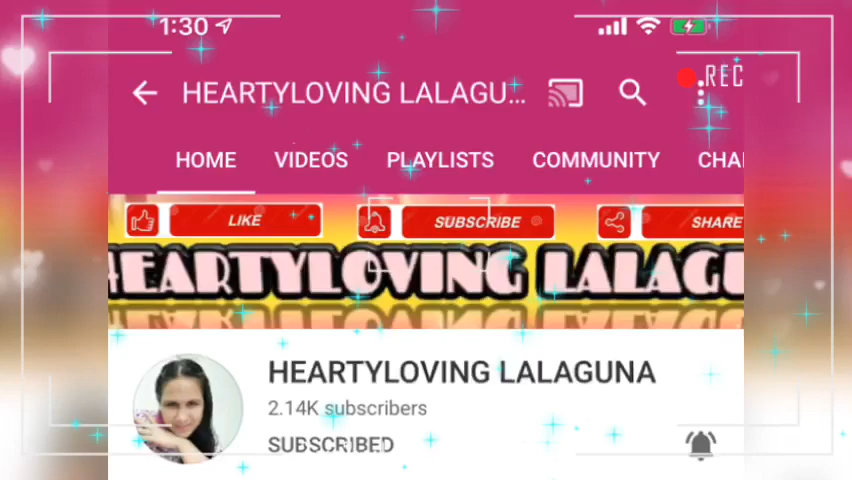 1:30
REC
HEARTYLOVING LALAGU...
HOME VIDEOS PLAYLISTS COMMUNITY CHA
LIKE SUBSCRIBE SHARE
HEARTYLOVING LALAGU
HEARTYLOVING LALAGUNA
2.14K subscribers
SUBSCRIBED